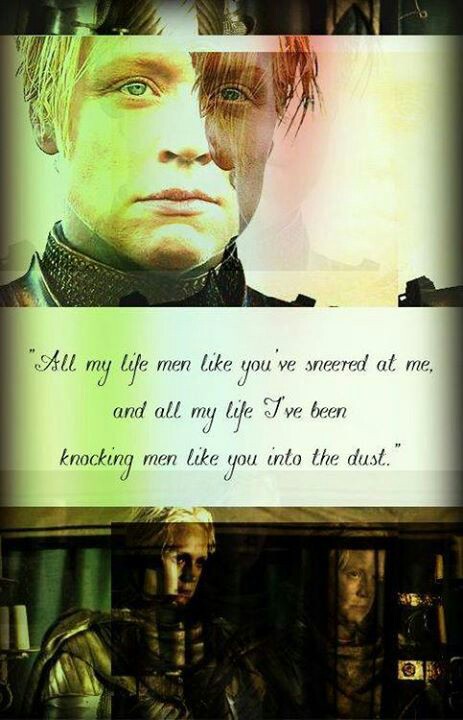 "All my life men like you've sneered at me,
and all my life I've been
knocking men like you into the dust."